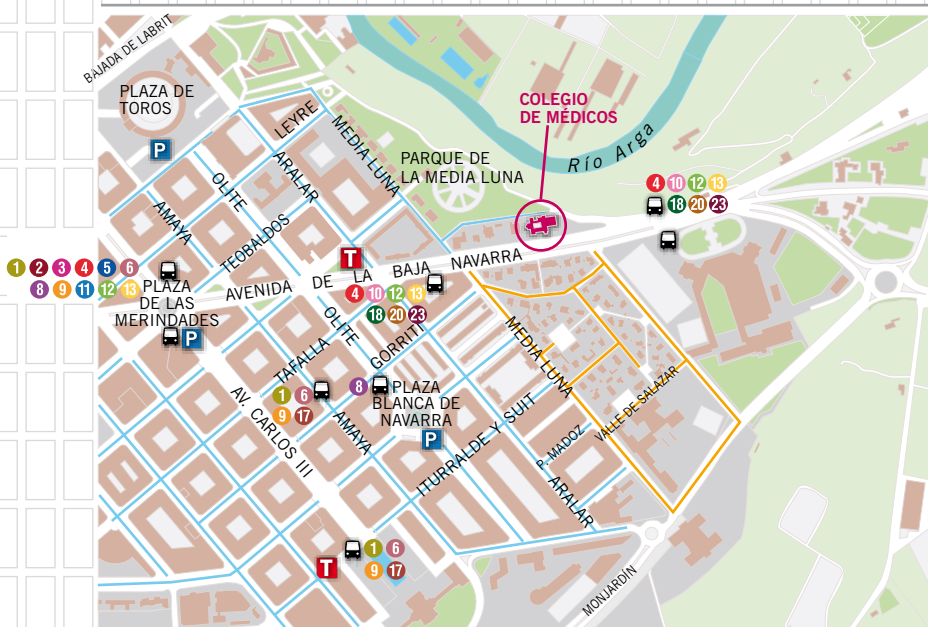 BAJADA DE LABRIT
PLAZA DE
TOROS
P
LEYRE
MEDIA LUNA
COLEGIO
DE MÉDICOS
Río Arga
PARQUE DE
LA MEDIA LUNA
ARALAR
OLITE
AMAYA
TEOBALDOS
4 10 12 13
18 20 23
T
AVENIDA DE LA BAJA NAVARRA
1 2 3 4 5 6
8 9 11 12 13
PLAZA
DE LAS
MERINDADES
P
4 10 12 13
18 20 23
OLITE
TAFALLA
GORRITI
MEDIA LUNA
VALLE DE SALAZAR
1 6
9 17
8
PLAZA
BLANCA DE
NAVARRA
P
AV. CARLOS III
AMAYA
ITURRALDE Y SUIT
P. MADOZ
ARALAR
T
1 6
9 17
MONJARDÍN